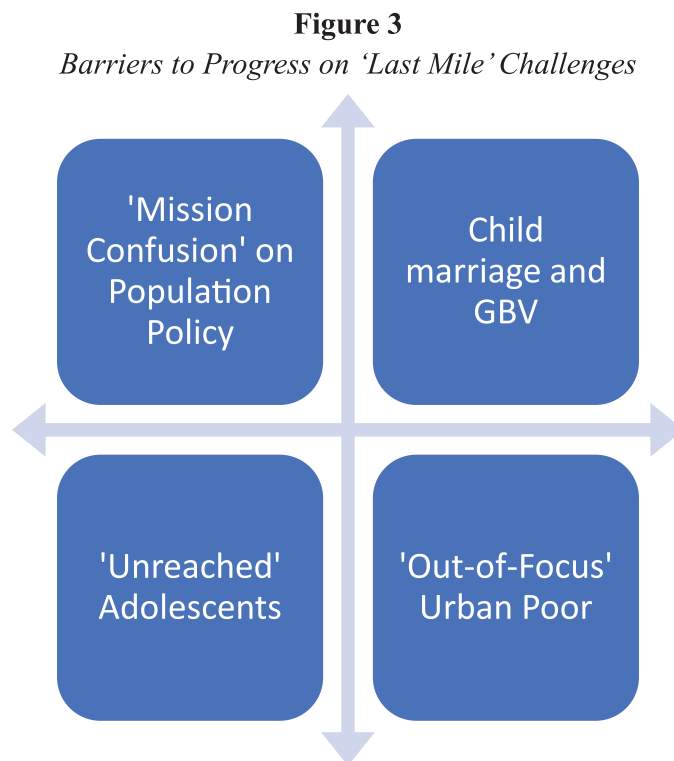 Figure 3
Barriers to Progress on ‘Last Mile’ Challenges
'Mission
Confusion' on
Population
Policy
Child
marriage and
GBV
'Unreached'
Adolescents
'Out-of-Focus'
Urban Poor